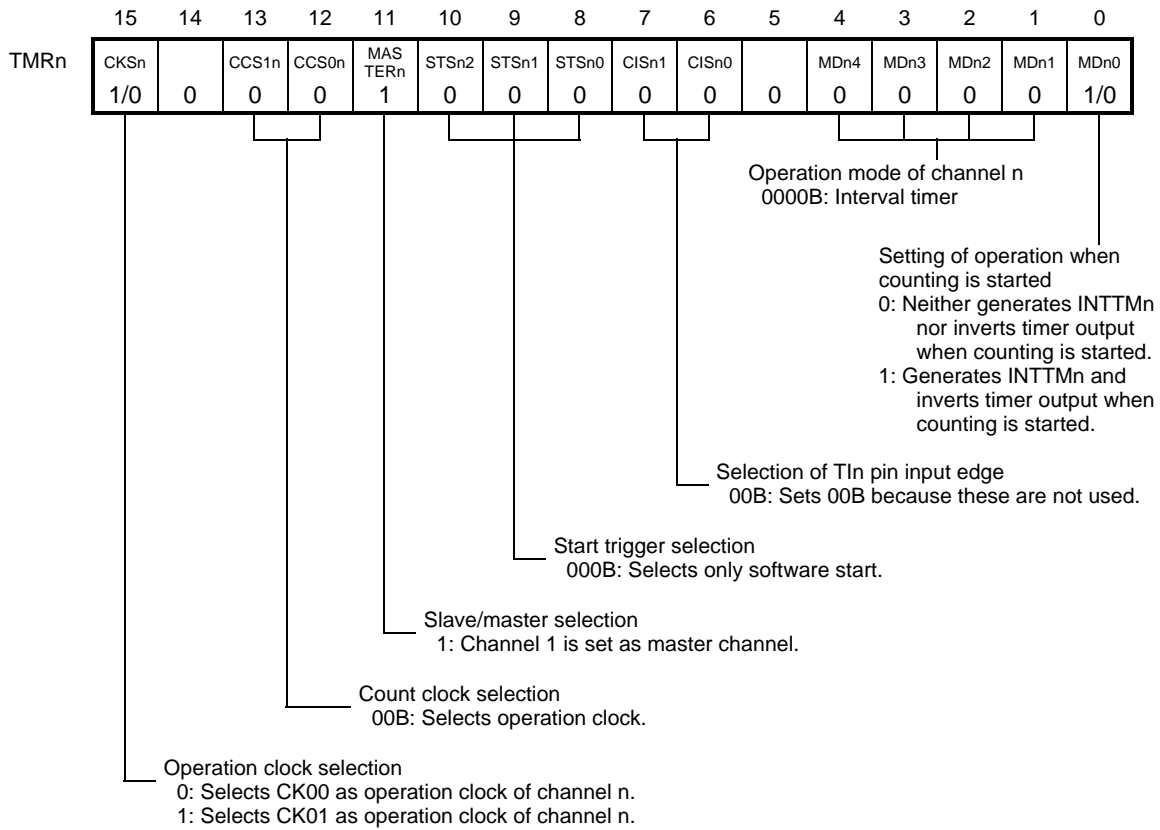 15 14 13 12 11 10 9 8 7 6 5 4 3 2 1 0
TMRn CKSn CCS1n CCS0n MAS TERn STSn2 STSn1 STSn0 CISn1 CISn0 MDn4 MDn3 MDn2 MDn1 MDn0
1/0 0 0 0 1 0 0 0 0 0 0 0 0 0 0 1/0
Operation mode of channel n
0000B: Interval timer
Setting of operation when
counting is started
0: Neither generates INTTMn
nor inverts timer output
when counting is started.
1: Generates INTTMn and
inverts timer output when
counting is started.
Selection of TIn pin input edge
00B: Sets 00B because these are not used.
Start trigger selection
000B: Selects only software start.
Slave/master selection
1: Channel 1 is set as master channel.
Count clock selection
00B: Selects operation clock.
Operation clock selection
0: Selects CK00 as operation clock of channel n.
1: Selects CK01 as operation clock of channel n.